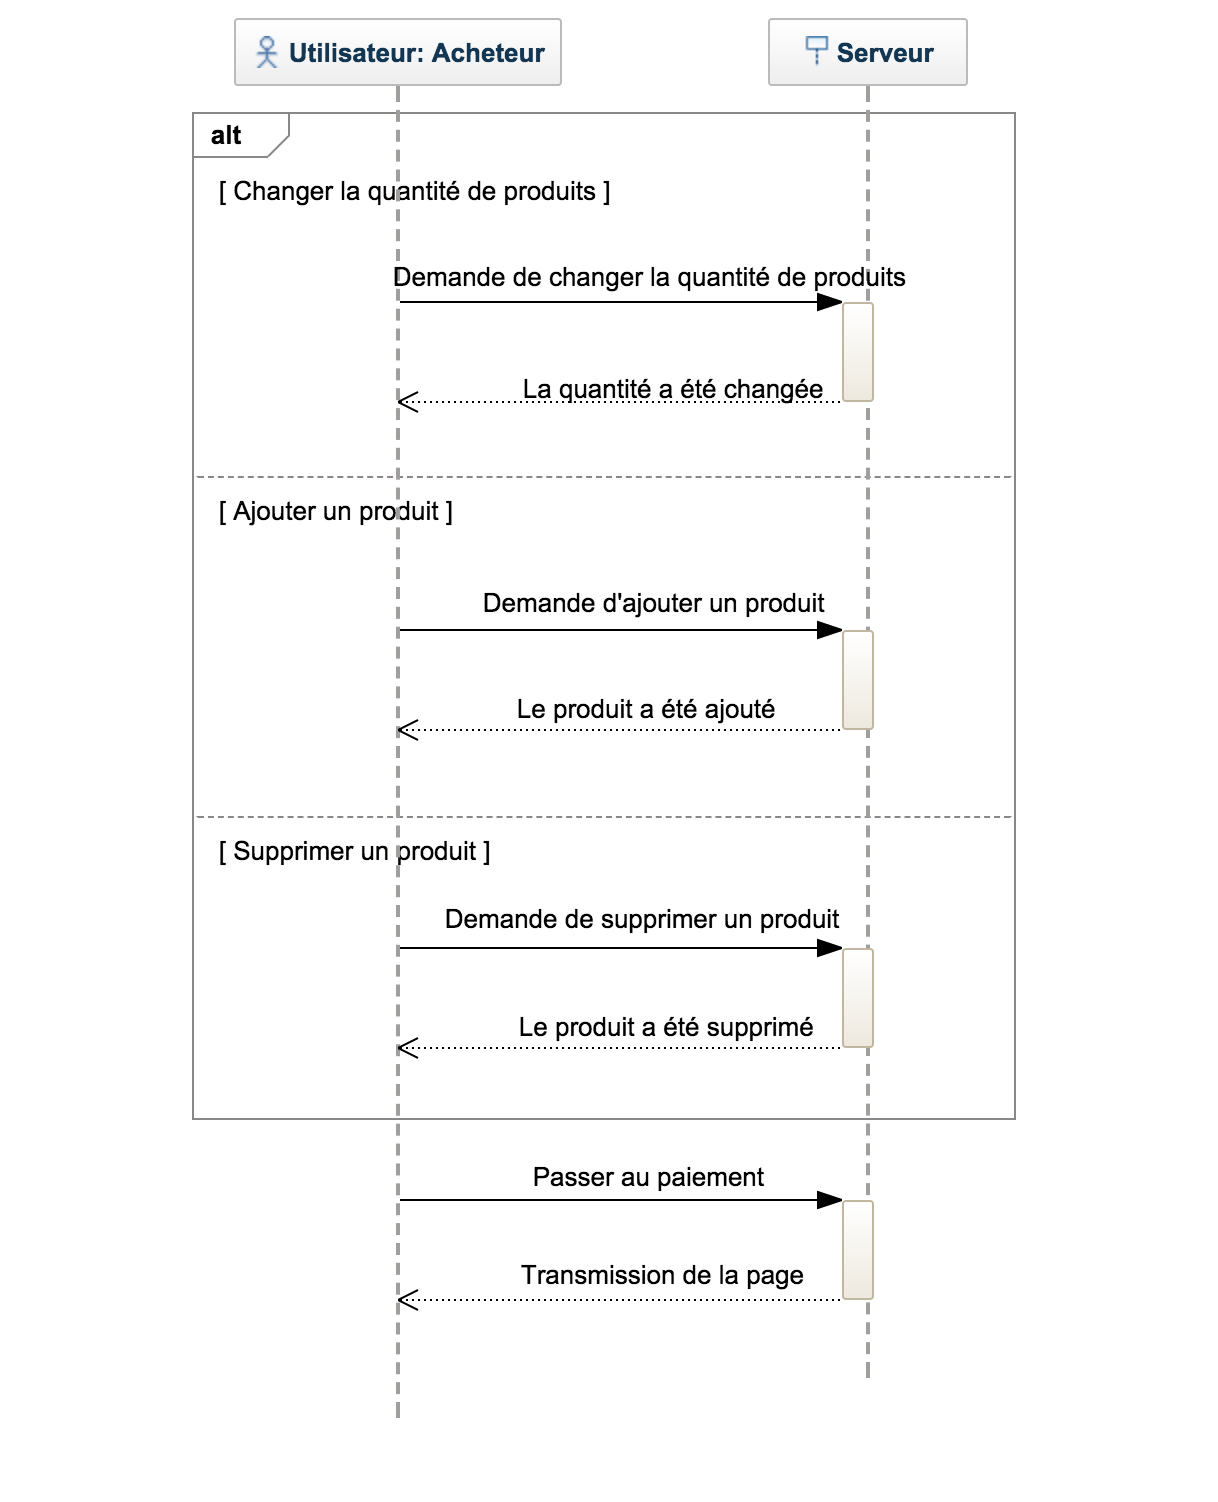 Utilisateur: Acheteur
Serveur
alt
[ Changer la quantité de produits ]
Demande de changer la quantité de produits
La quantité a été changée
[ Ajouter un produit ]
Demande d'ajouter un produit
Le produit a été ajouté
[ Supprimer un produit ]
Demande de supprimer un produit
Le produit a été supprimé
Passer au paiement
Transmission de la page